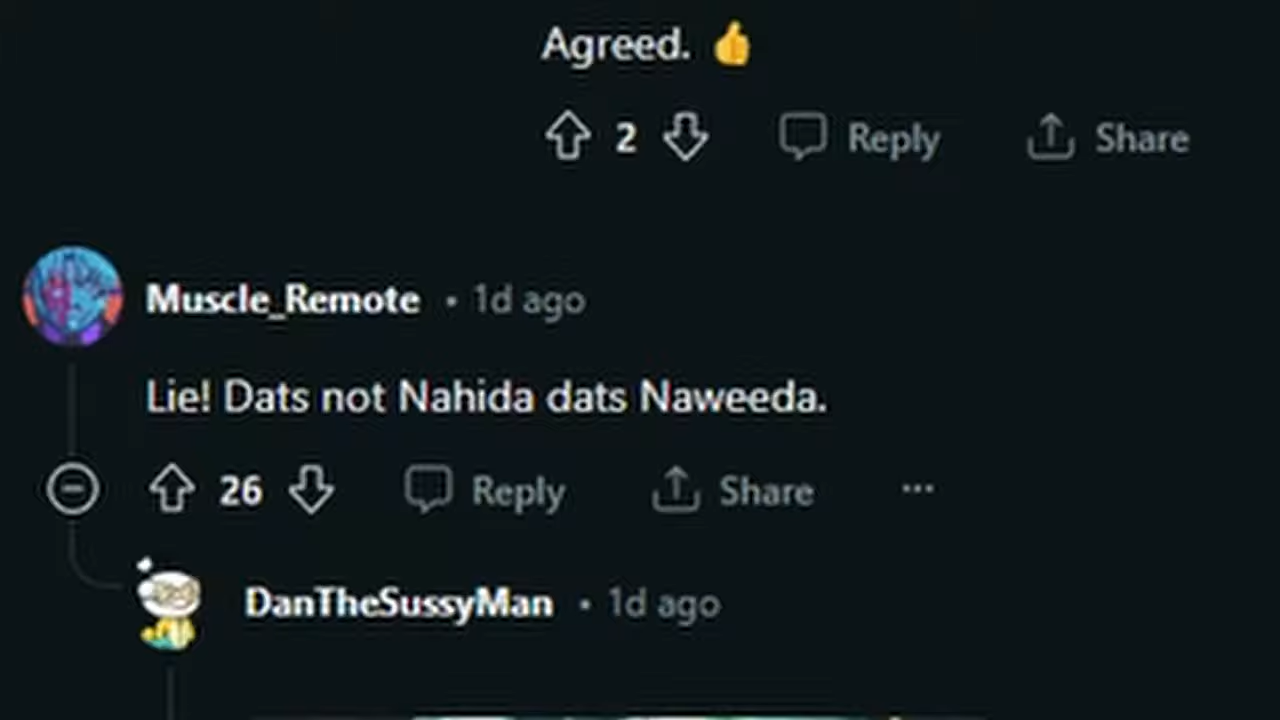 Agreed. 👍
2 Reply Share
Muscle_Remote • 1d ago
Lie! Dats not Nahida dats Naweeda.
26 Reply Share ...
DanTheSussyMan • 1d ago